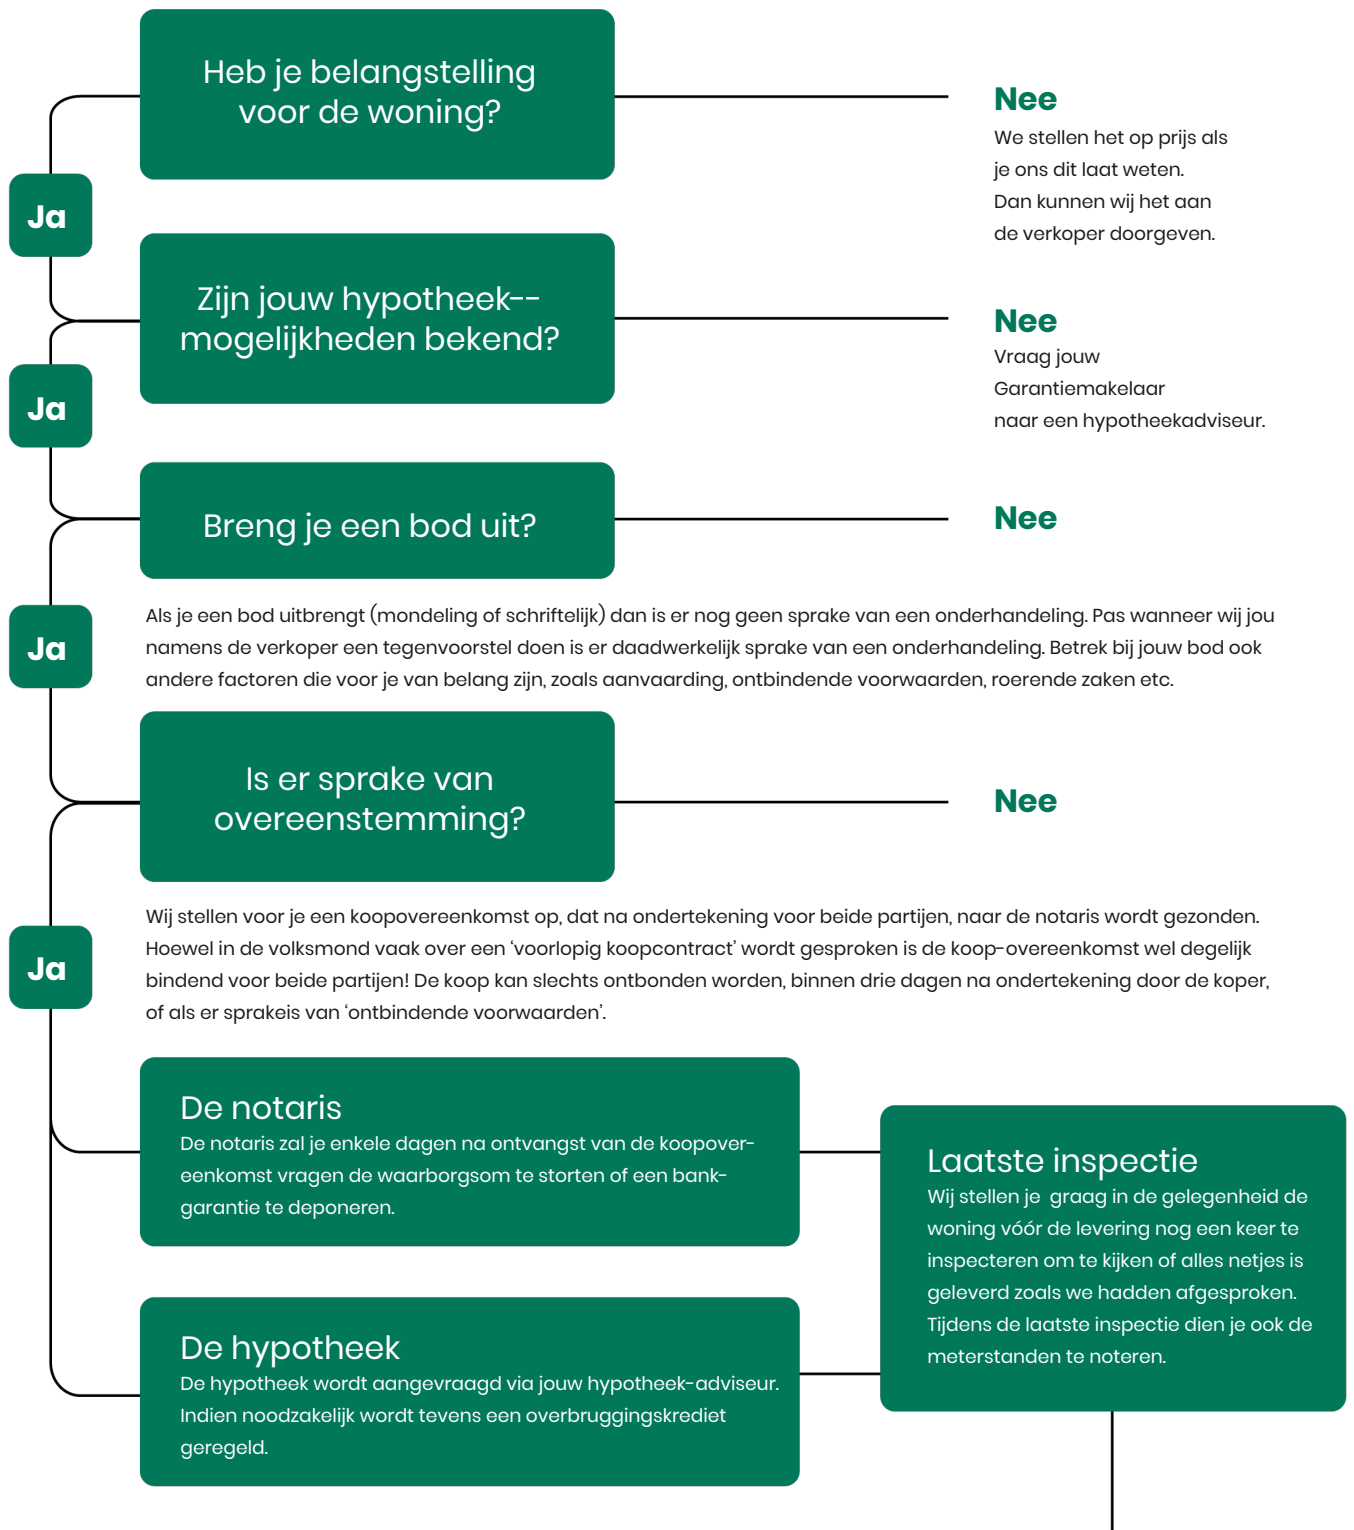 Heb je belangstelling
voor de woning?
Nee
We stellen het op prijs als
je ons dit laat weten.
Dan kunnen wij het aan
de verkoper doorgeven.
Ja
Zijn jouw hypotheek--
mogelijkheden bekend?
Nee
Vraag jouw
Garantiemakelaar
naar een hypotheekadviseur.
Ja
Breng je een bod uit?
Nee
Als je een bod uitbrengt (mondeling of schriftelijk) dan is er nog geen sprake van een onderhandeling. Pas wanneer wij jou
namens de verkoper een tegenvoorstel doen is er daadwerkelijk sprake van een onderhandeling. Betrek bij jouw bod ook
andere factoren die voor je van belang zijn, zoals aanvaarding, ontbindende voorwaarden, roerende zaken etc.
Ja
Is er sprake van
overeenstemming?
Nee
Wij stellen voor je een koopovereenkomst op, dat na ondertekening voor beide partijen, naar de notaris wordt gezonden.
Hoewel in de volksmond vaak over een ‘voorlopig koopcontract’ wordt gesproken is de koop-overeenkomst wel degelijk
bindend voor beide partijen! De koop kan slechts ontbonden worden, binnen drie dagen na ondertekening door de koper,
of als er sprakeis van ‘ontbindende voorwaarden’.
Ja
De notaris
De notaris zal je enkele dagen na ontvangst van de koopover-
eenkomst vragen de waarborgsom te storten of een bank-
garantie te deponeren.
De hypotheek
De hypotheek wordt aangevraagd via jouw hypotheek-adviseur.
Indien noodzakelijk wordt tevens een overbruggingskrediet
geregeld.
Laatste inspectie
Wij stellen je  graag in de gelegenheid de
woning vóór de levering nog een keer te
inspecteren om te kijken of alles netjes is
geleverd zoals we hadden afgesproken.
Tijdens de laatste inspectie dien je ook de
meterstanden te noteren.